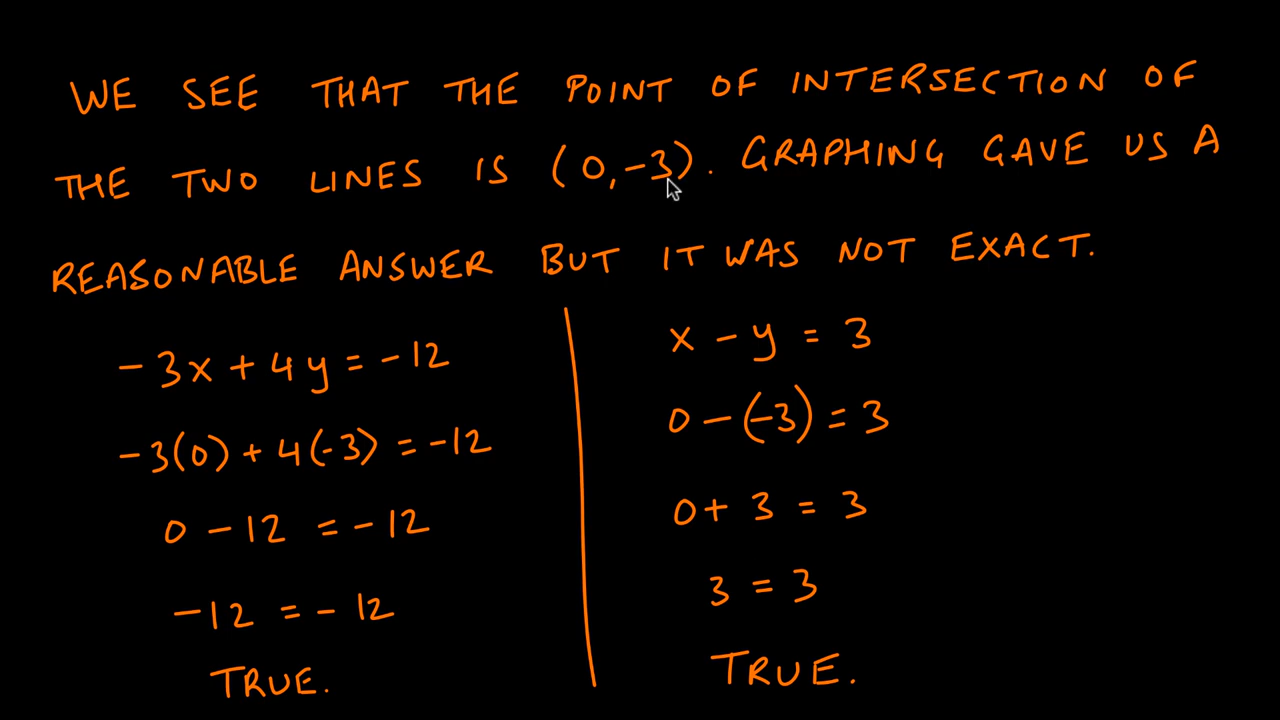 WE SEE THAT THE POINT OF INTERSECTION OF
THE TWO LINES IS (0,-3). GRAPHING GAVE US A
REASONABLE ANSWER BUT IT WAS NOT EXACT.
-3x + 4y = -12
-3(0) + 4(-3) = -12
0 - 12 = -12
-12 = -12
TRUE.
x - y = 3
0 - (-3) = 3
0 + 3 = 3
3 = 3
TRUE.